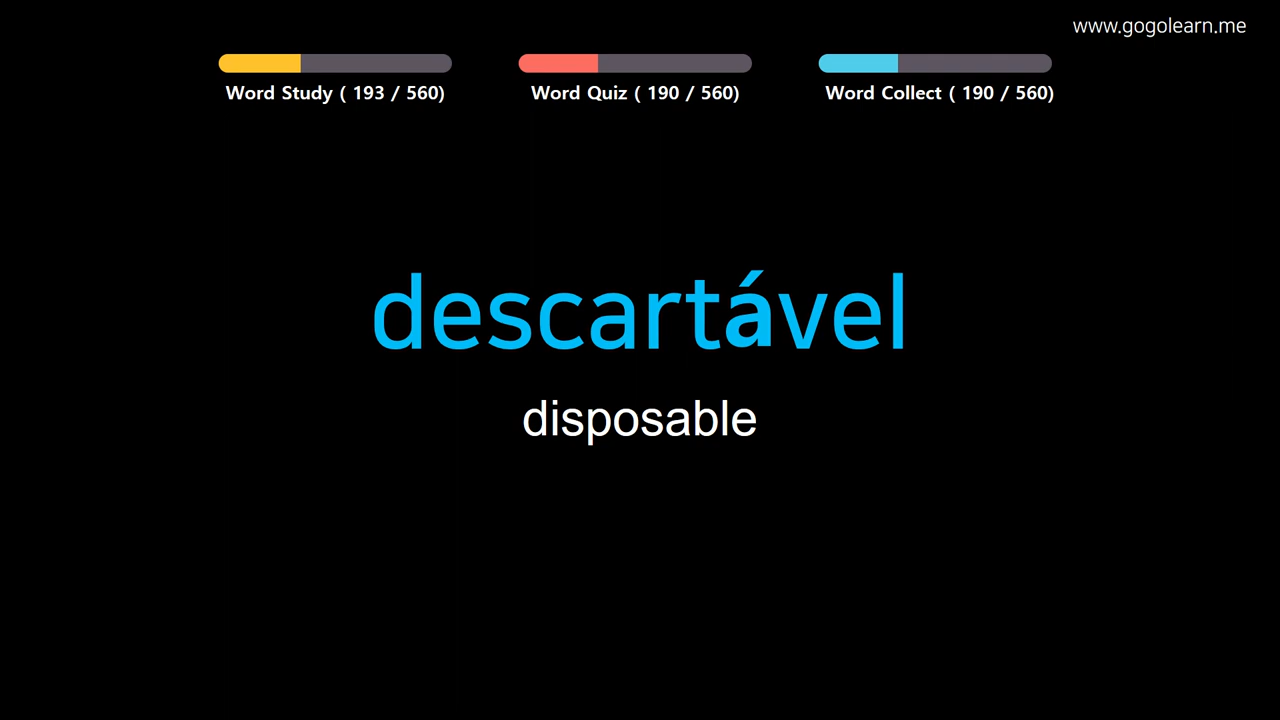 www.gogolearn.me
Word Study ( 193 / 560)
Word Quiz ( 190 / 560)
Word Collect ( 190 / 560)
descartável
disposable